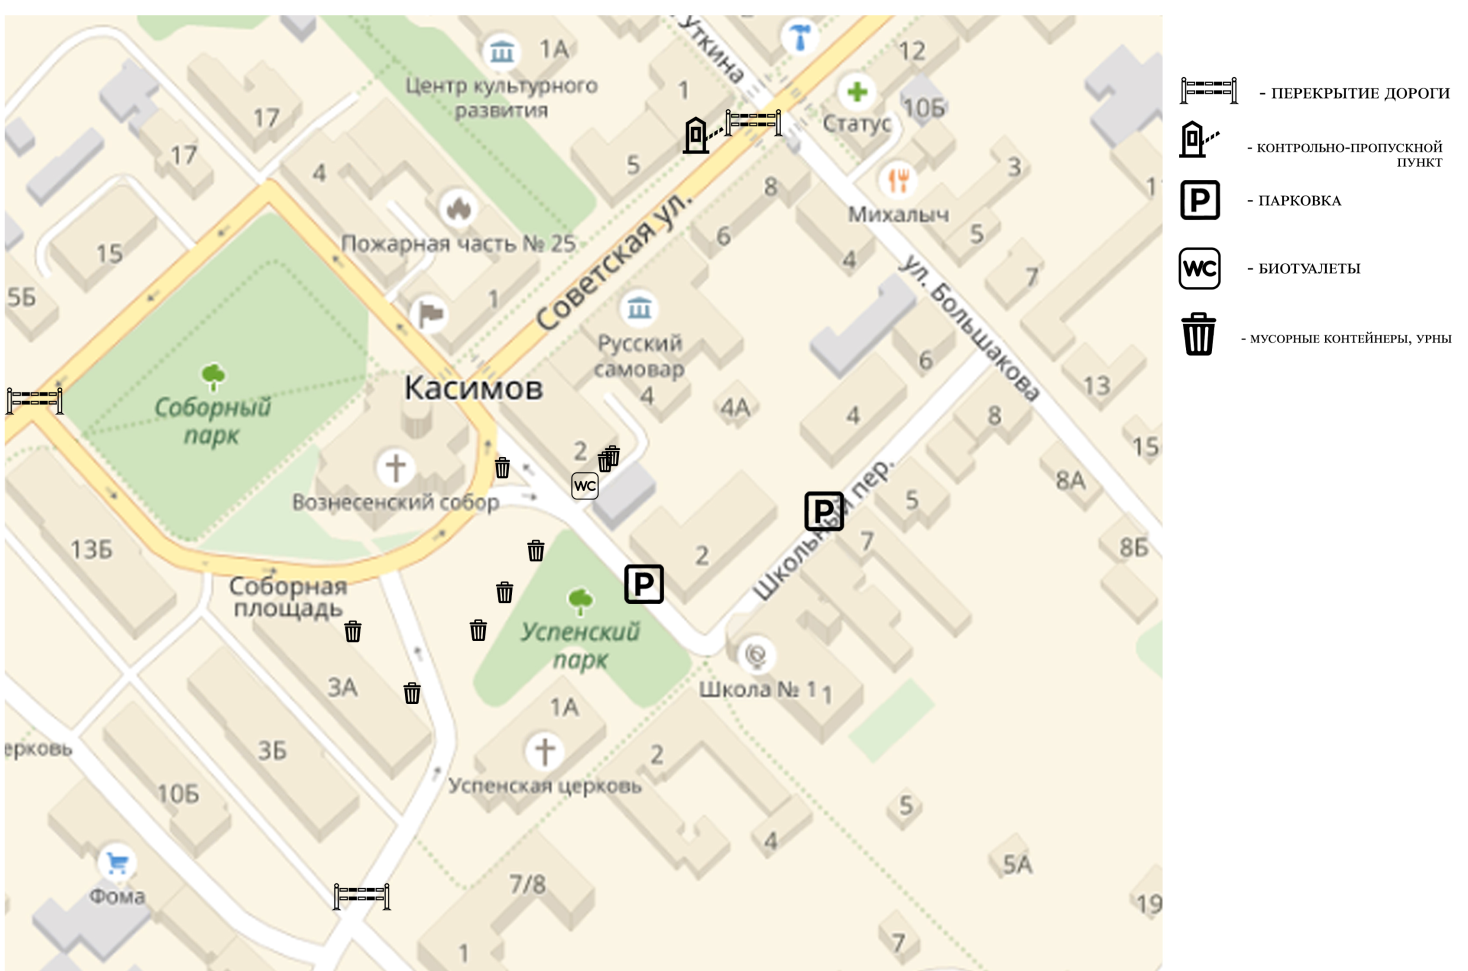 Уткина
1А
12
Центр культурного
развития
1
10Б
Статус
17
17
5
3
4
8
Михалыч
Пожарная часть № 25
6
5
15
4
7
5Б
1
Советская ул.
ул. Большакова
Русский
самовар
6
Касимов
4
4А
13
Соборный
парк
4
8
2
15
WC
8А
Вознесенский собор
5
P
Школьный пер.
13Б
7
8Б
2
P
Соборная
площадь
Успенский
парк
3А
Школа № 1
1
1А
ерковь
3Б
2
Успенская церковь
10Б
5
4
5А
Фома
7/8
19
1
7
- ПЕРЕКРЫТИЕ ДОРОГИ
- КОНТРОЛЬНО-ПРОПУСКНОЙ
ПУНКТ
P - ПАРКОВКА
WC - БИОТУАЛЕТЫ
- МУСОРНЫЕ КОНТЕЙНЕРЫ, УРНЫ